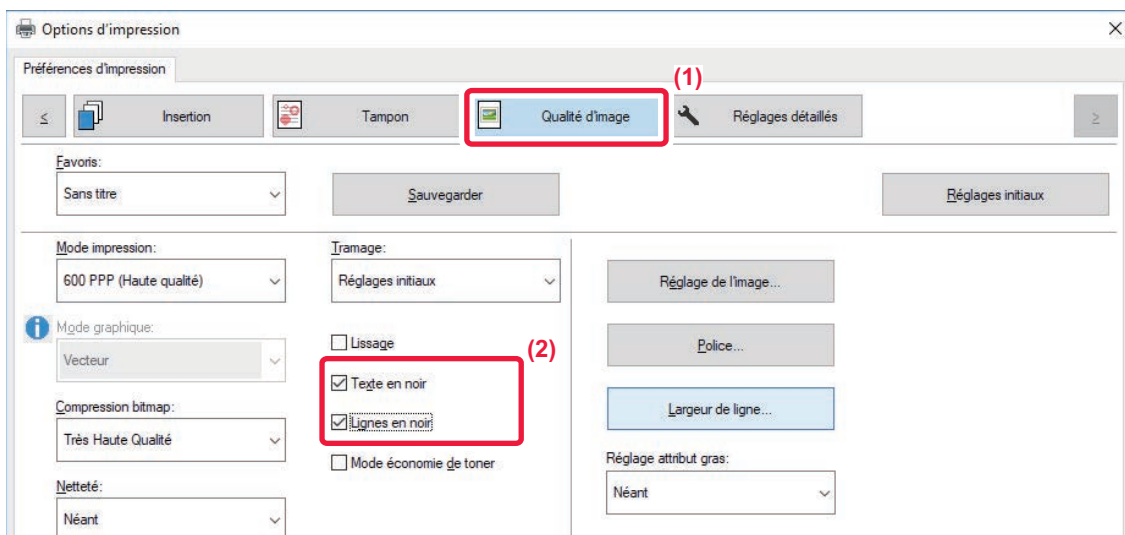 Options d'impression
Préférences d'impression
(1)
<
Insertion
Tampon
Qualité d'image
Réglages détaillés
>
Favoris:
Sans titre
Sauvegarder
Réglages initiaux
Mode impression:
600 PPP (Haute qualité)
Tramage:
Réglages initiaux
Réglage de l'image...
Mode graphique:
Vecteur
Lissage
(2)
Police...
Texte en noir
Compression bitmap:
Très Haute Qualité
Lignes en noir
Largeur de ligne...
Mode économie de toner
Réglage attribut gras:
Néant
Netteté:
Néant